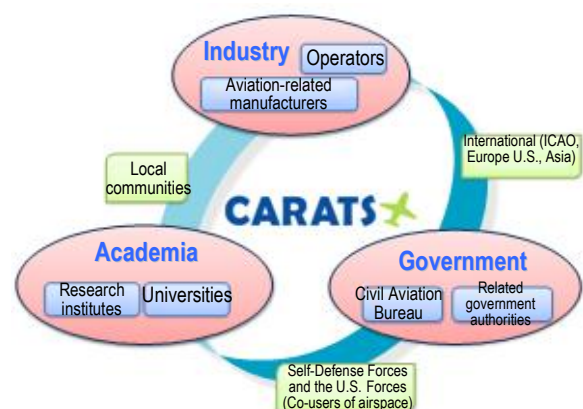 Industry
Operators
Aviation-related
manufacturers
International (ICAO,
Europe U.S., Asia)
Local
communities
CARATS
Academia
Research
institutes
Universities
Government
Civil Aviation
Bureau
Related
government
authorities
Self-Defense Forces
and the U.S. Forces
(Co-users of airspace)